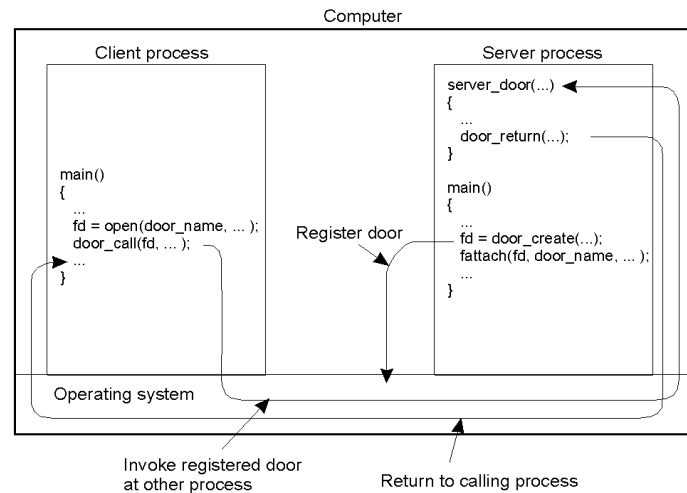 Computer
Client process
main()
{
...
fd = open(door_name, ... );
door_call(fd, ... );
...
}
Server process
server_door(...)
{
...
door_return(...);
}
main()
{
...
fd = door_create(...);
fattach(fd, door_name, ... );
...
}
Register door
Operating system
Invoke registered door
at other process
Return to calling process